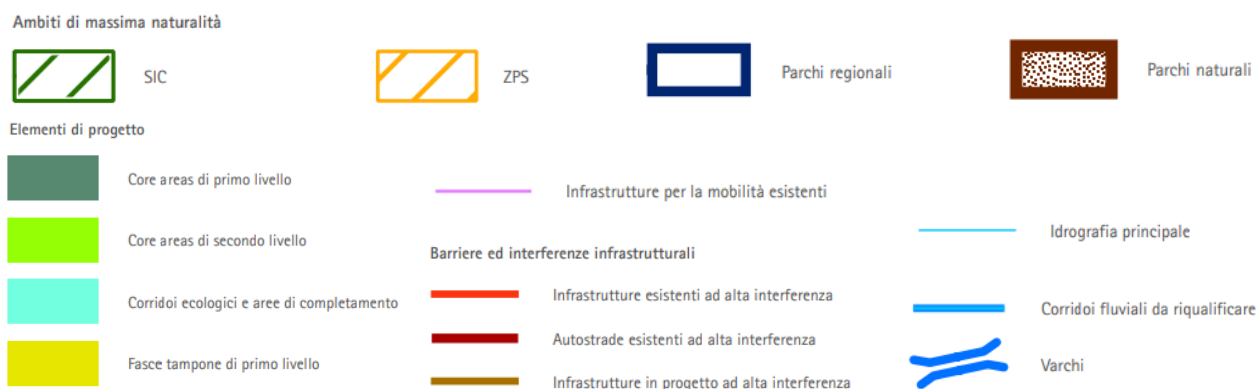 Ambiti di massima naturalità
SIC
ZPS
Parchi regionali
Parchi naturali
Elementi di progetto
Core areas di primo livello
Core areas di secondo livello
Corridoi ecologici e aree di completamento
Fasce tampone di primo livello
Infrastrutture per la mobilità esistenti
Barriere ed interferenze infrastrutturali
Infrastrutture esistenti ad alta interferenza
Autostrade esistenti ad alta interferenza
Infrastrutture in progetto ad alta interferenza
Idrografia principale
Corridoi fluviali da riqualificare
Varchi